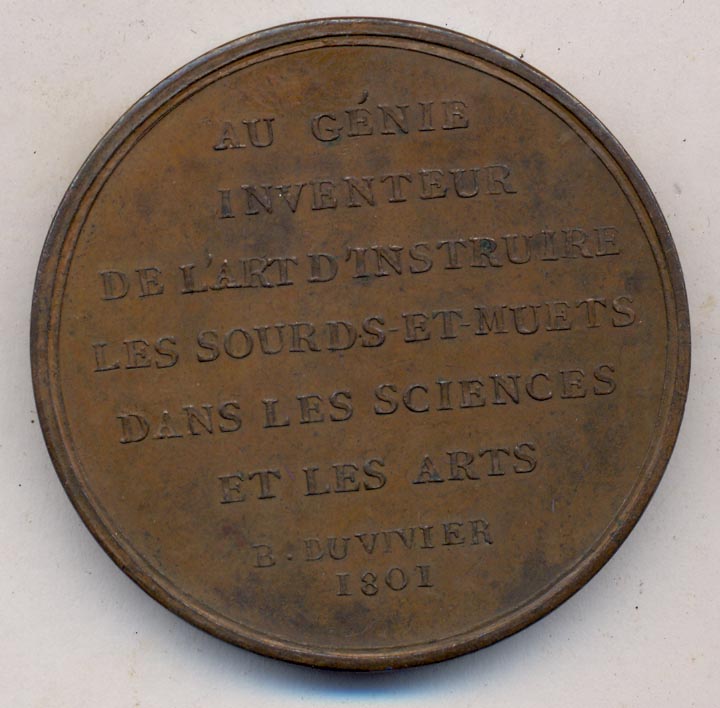 AU GÉNIE
INVENTEUR
DE L'ART D'INSTRUIRE
LES SOURDS-ET-MUETS
DANS LES SCIENCES
ET LES ARTS
B. DUVIVIER
1801